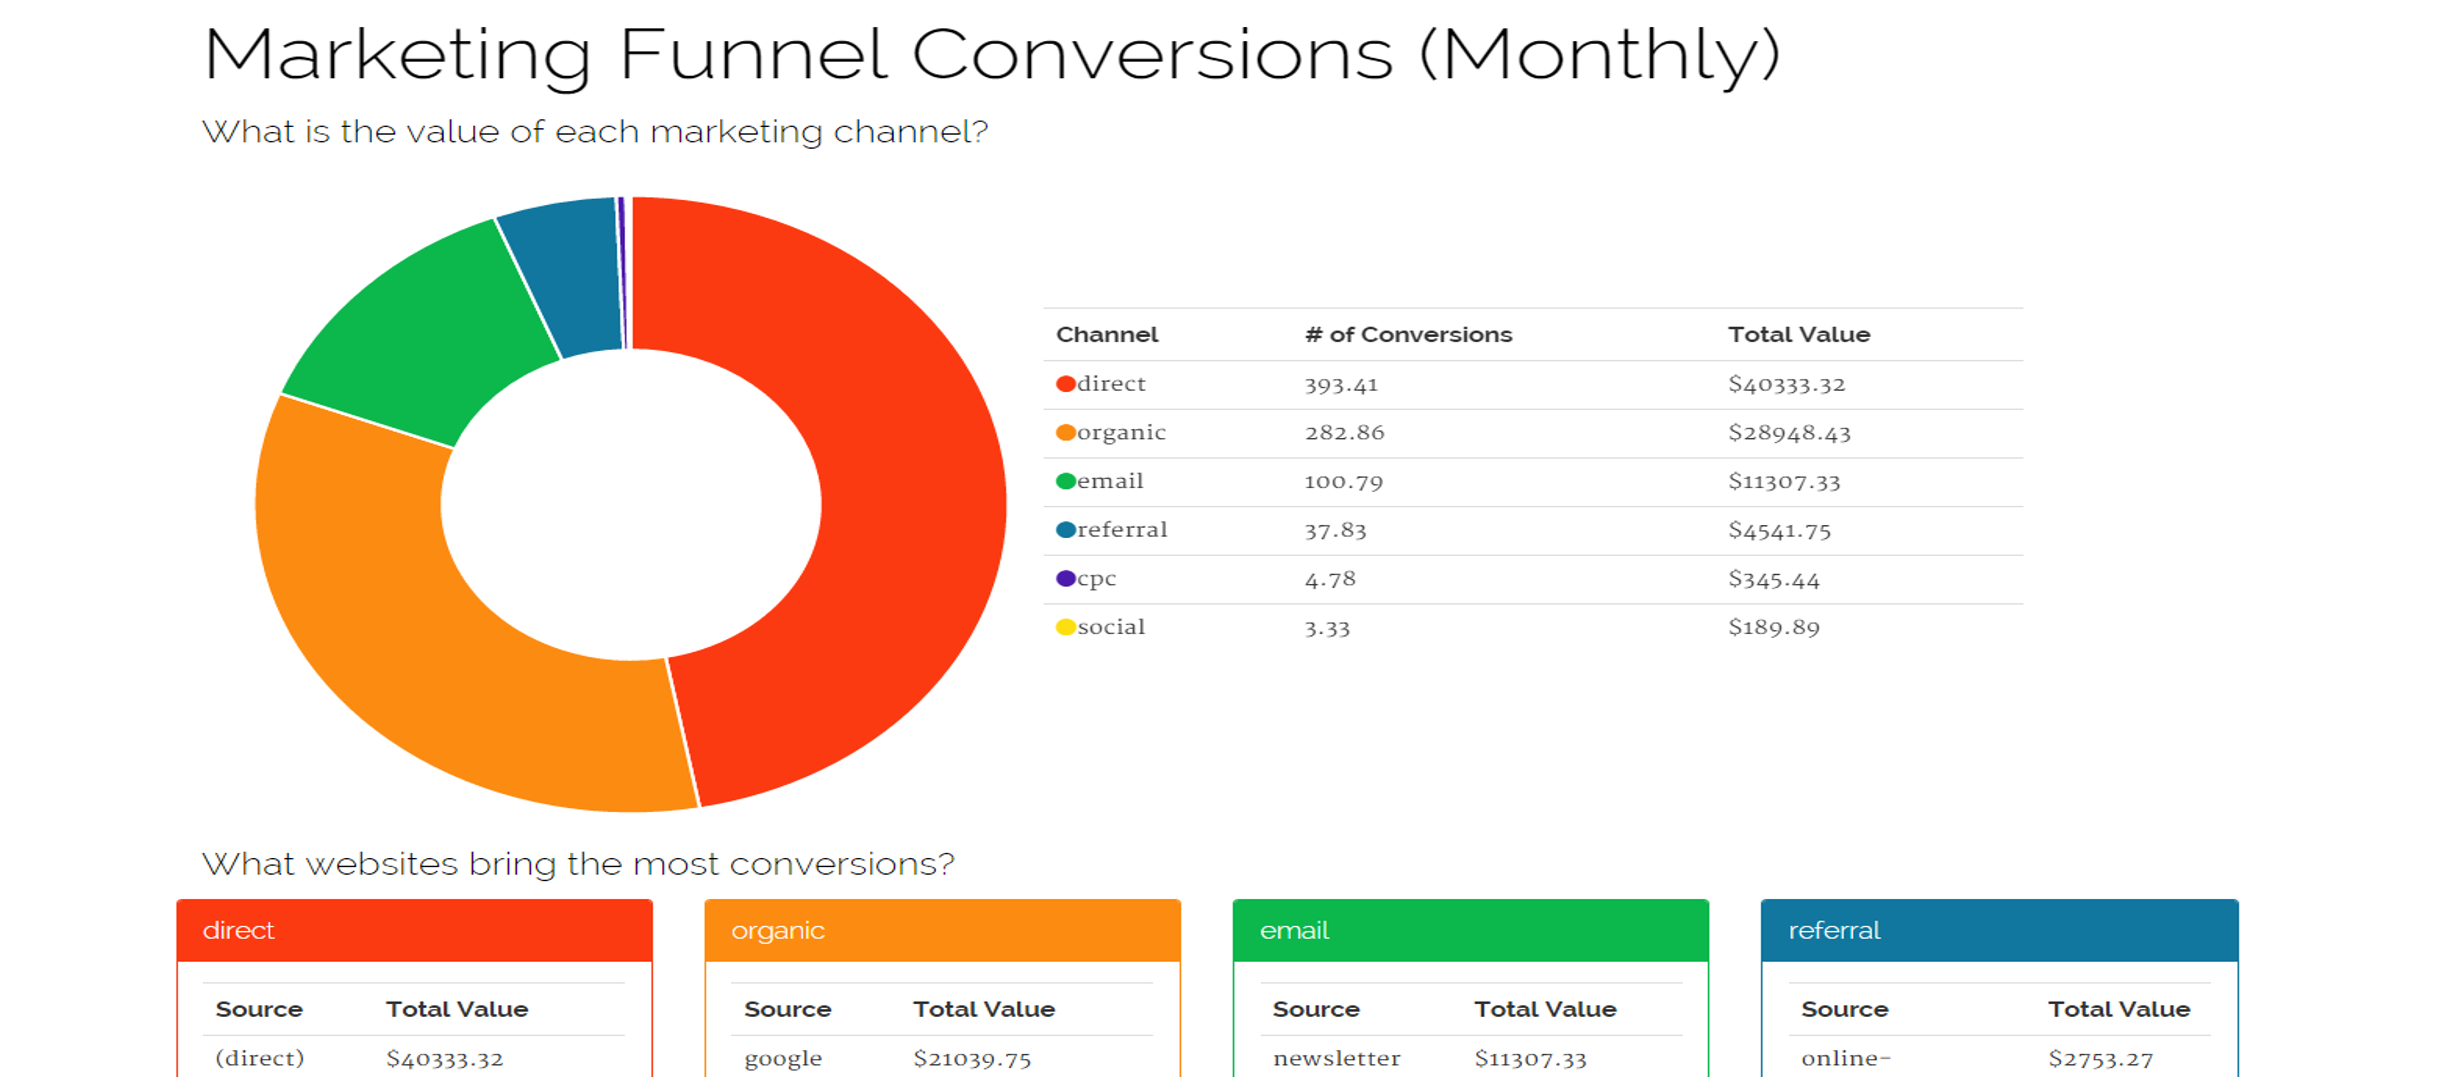 Marketing Funnel Conversions (Monthly)
What is the value of each marketing channel?
Channel # of Conversions Total Value
direct 393.41 $40333.32
organic 282.86 $28948.43
email 100.79 $11307.33
referral 37.83 $4541.75
cpc 4.78 $345.44
social 3.33 $189.89
What websites bring the most conversions?
direct organic email referral
Source Total Value Source Total Value Source Total Value Source Total Value
(direct) $40333.32 google $21039.75 newsletter $11307.33 online- $2753.27